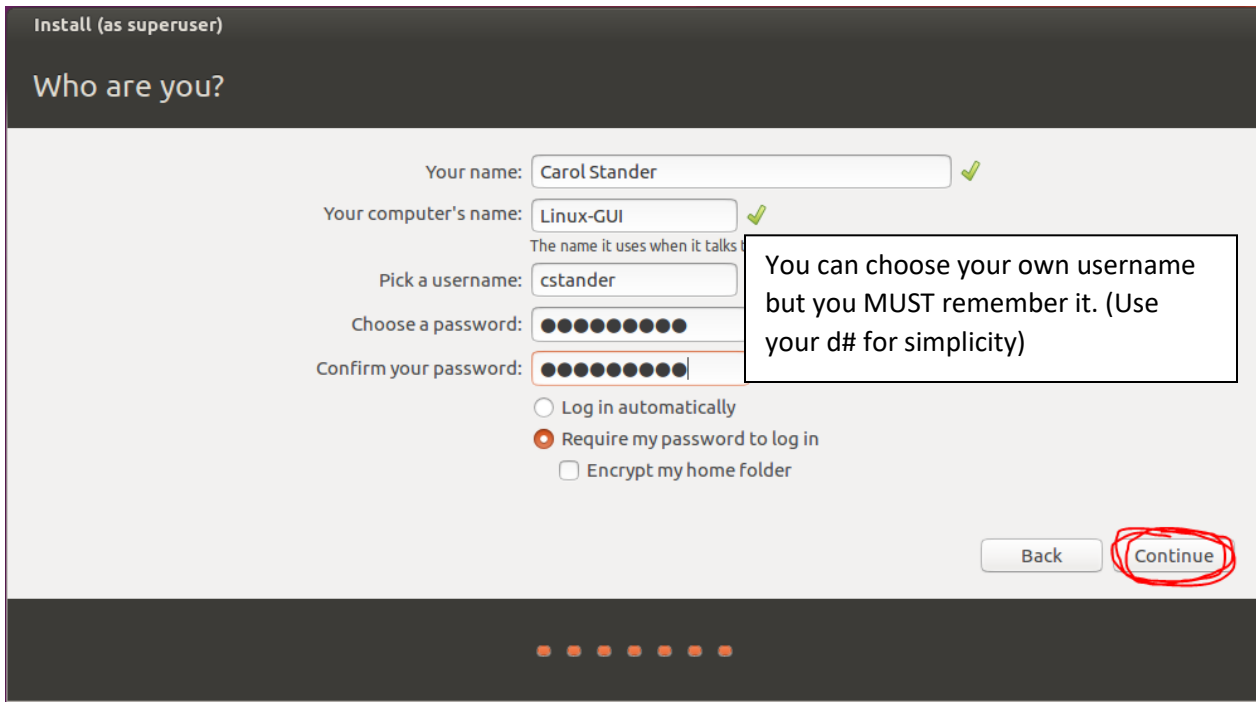 Install (as superuser)
Who are you?
Your name: Carol Stander
Your computer's name: Linux-GUI
The name it uses when it talks
Pick a username: cstander
Choose a password: ●●●●●●●●●
Confirm your password: ●●●●●●●●●
You can choose your own username
but you MUST remember it. (Use
your d# for simplicity)
Log in automatically
Require my password to log in
Encrypt my home folder
Back Continue